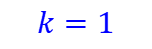 k = 1